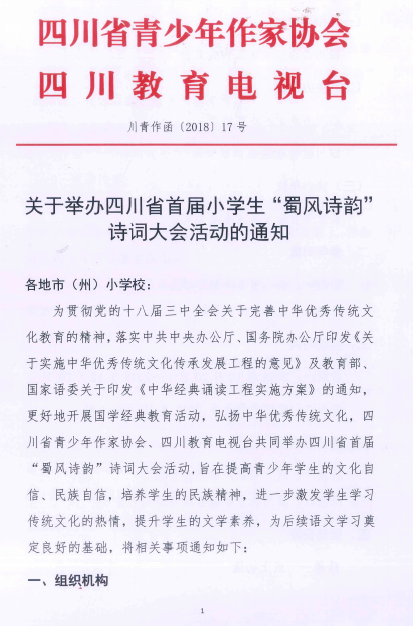 四川省青少年作家协会
四川教育电视台
川青作函〔2018〕17号
关于举办四川省首届小学生“蜀风诗韵”
诗词大会活动的通知
各地市（州）小学校：
为贯彻党的十八届三中全会关于完善中华优秀传统文
化教育的精神，落实中共中央办公厅、国务院办公厅印发《关
于实施中华优秀传统文化传承发展工程的意见》及教育部、
国家语委关于印发《中华经典诵读工程实施方案》的通知，
更好地开展国学经典教育活动，弘扬中华优秀传统文化，四
川省青少年作家协会、四川教育电视台共同举办四川省首届
“蜀风诗韵”诗词大会活动，旨在提高青少年学生的文化自
信、民族自信，培养学生的民族精神，进一步激发学生学习
传统文化的热情，提升学生的文学素养，为后续语文学习奠
定良好的基础，将相关事项通知如下：
一、组织机构
1